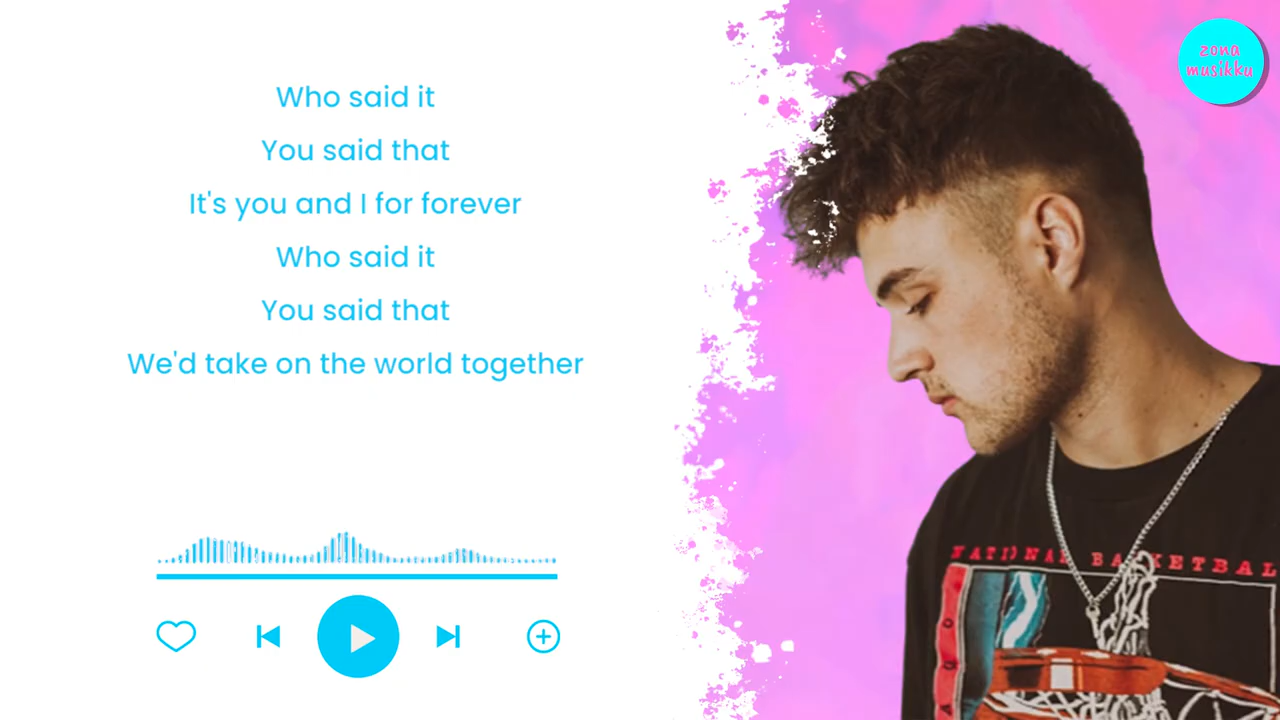 Who said it
You said that
It's you and I for forever
Who said it
You said that
We'd take on the world together
zona
musikku
NATIONAL BASKETBAL